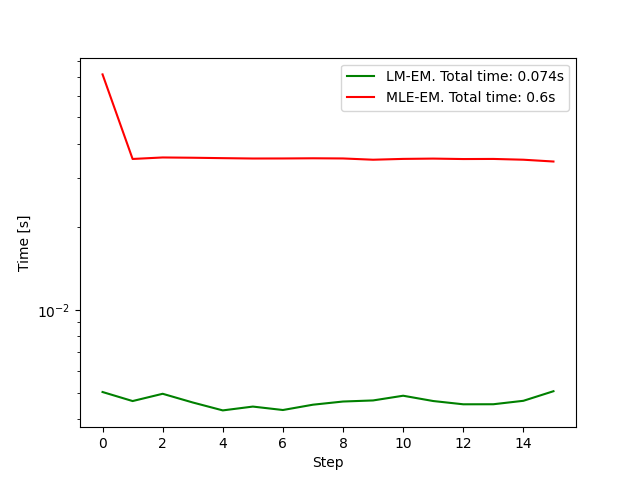 LM-EM. Total time: 0.074s
MLE-EM. Total time: 0.6s
Time [s]
10⁻²
0 2 4 6 8 10 12 14
Step